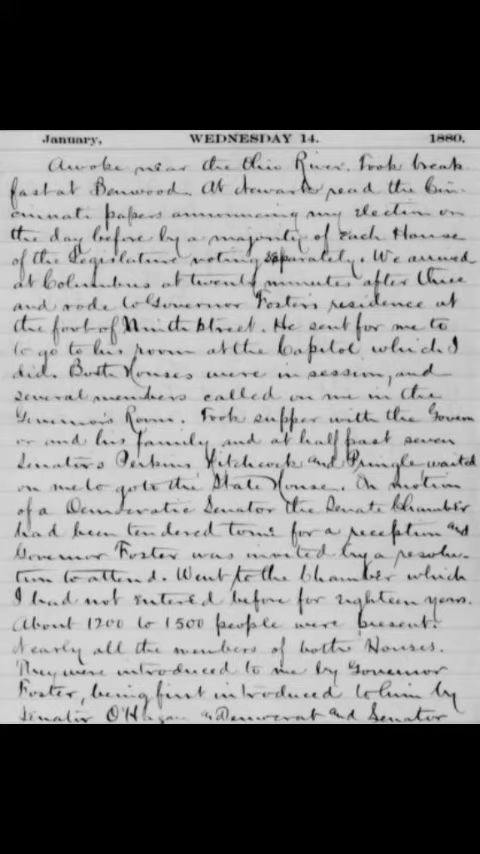 January, WEDNESDAY 14. 1880.
Awoke near the Ohio River. Took break
fast at Benwood. At Newark read the Cin-
cinnati papers announcing my election on
the day before by a majority of each House
of the Legislature voting separately. We arrived
at Columbus at twenty minutes after three
and rode to Governor Foster's residence at
the foot of Ninth street. He sent for me to
to go to his room at the Capitol, which I
did. Both Houses were in session, and
several members called on me in the
Governor's Room. Took supper with the Govern
or and his family and at half past seven
Senators Perkins Hitchcock and Pringle, waited
on me to go to the State House. On motion
of a Democratic Senator the Senate Chamber
had been tendered to me for a reception and
Governor Foster was invited by a resolu-
tion to attend. Went to the Chamber which
I had not entered before for eighteen years.
About 1200 to 1500 people were present.
Nearly all the members of both Houses.
They were introduced to me by Governor
Foster, being first introduced to him by
Senator O'Hagan a Democrat and Senator